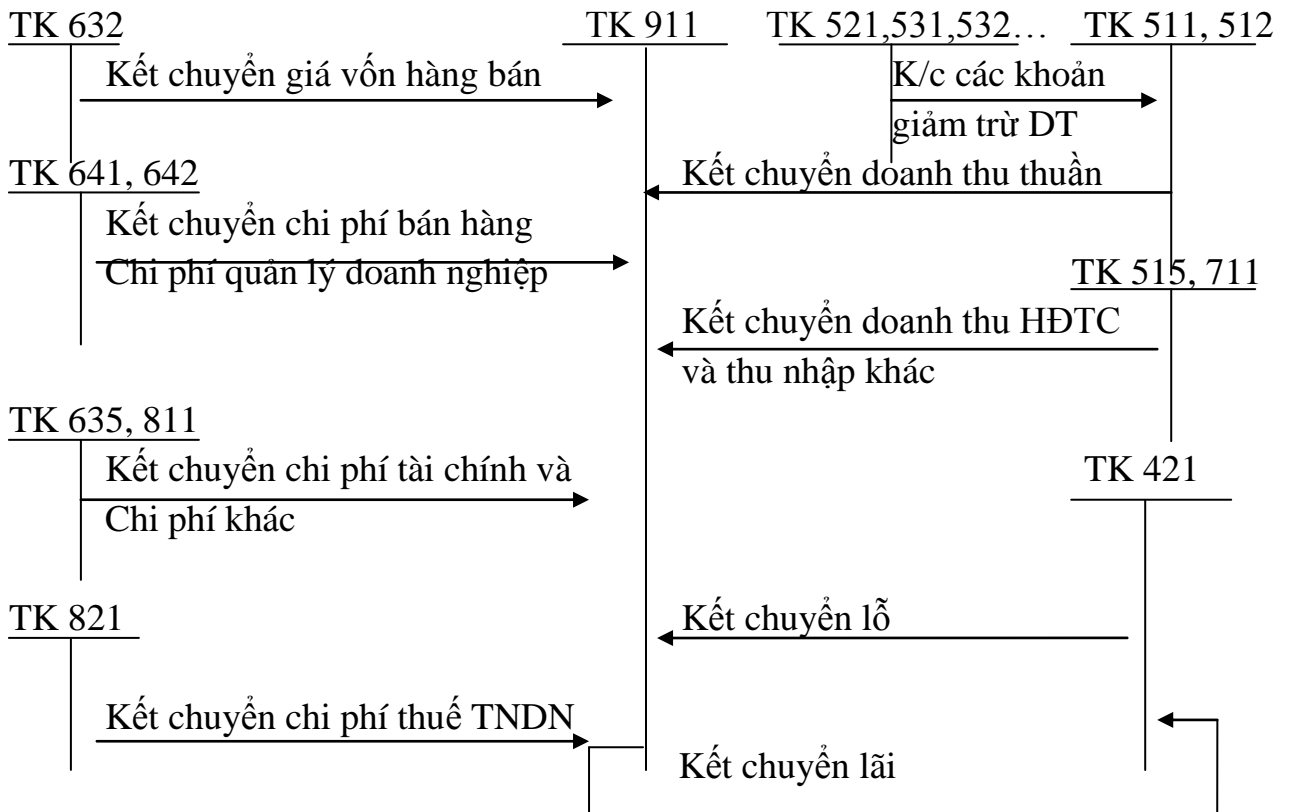 TK 632 TK 911 TK 521,531,532… TK 511, 512
Kết chuyển giá vốn hàng bán K/c các khoản
giảm trừ DT
TK 641, 642 Kết chuyển doanh thu thuần
Kết chuyển chi phí bán hàng
Chi phí quản lý doanh nghiệp TK 515, 711
Kết chuyển doanh thu HĐTC
và thu nhập khác
TK 635, 811
Kết chuyển chi phí tài chính và TK 421
Chi phí khác
TK 821 Kết chuyển lỗ
Kết chuyển chi phí thuế TNDN
Kết chuyển lãi